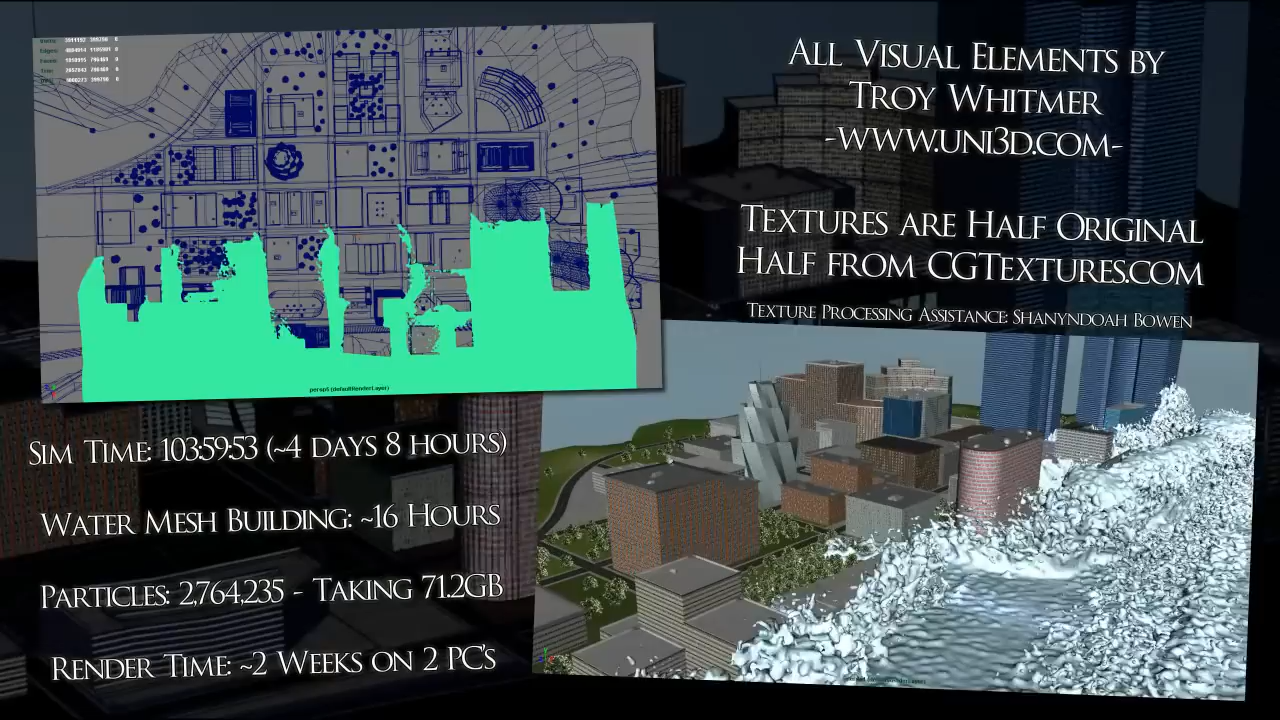 ALL VISUAL ELEMENTS BY
TROY WHITMER
-WWW.UNI3D.COM-
TEXTURES ARE HALF ORIGINAL
HALF FROM CGTEXTURES.COM
TEXTURE PROCESSING ASSISTANCE: SHANYNDOAH BOWEN
persp5 (defaultRenderLayer)
SIM TIME: 103:59:53 (~4 DAYS 8 HOURS)
WATER MESH BUILDING: ~16 HOURS
PARTICLES: 2,764,235 - TAKING 71.2GB
RENDER TIME: ~2 WEEKS ON 2 PC'S